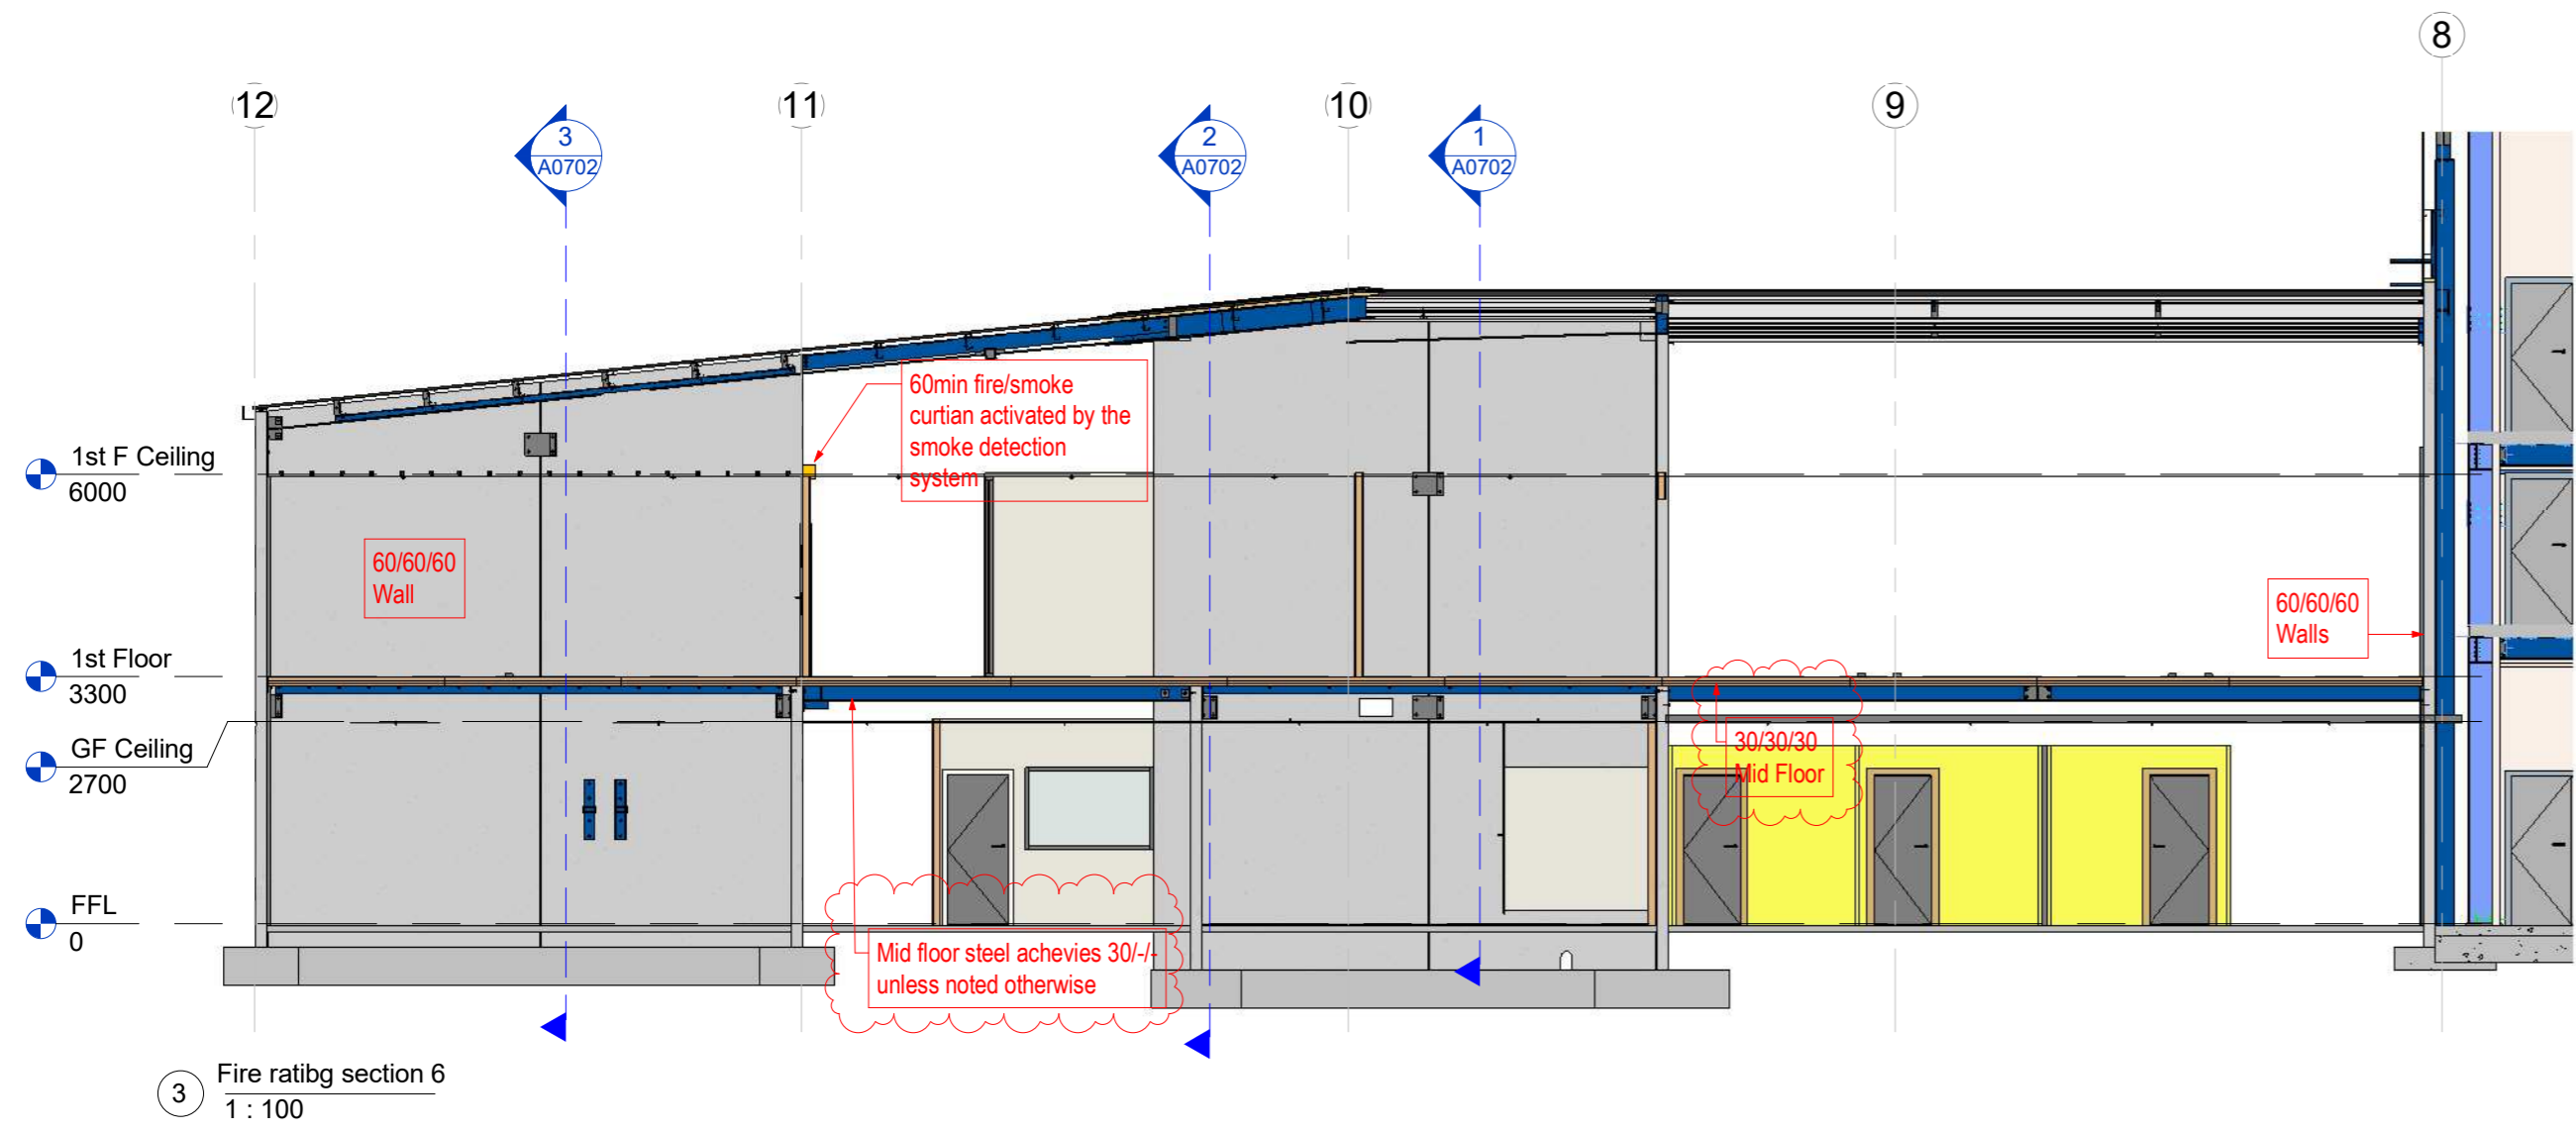 8
12
11
10
9
3
A0702
2
A0702
1
A0702
60min fire/smoke
curtian activated by the
smoke detection
system
1st F Ceiling
6000
60/60/60
Wall
60/60/60
Walls
1st Floor
3300
GF Ceiling
2700
30/30/30
Mid Floor
FFL
0
Mid floor steel achevies 30/-/-
unless noted otherwise
3
Fire ratibg section 6
1 : 100